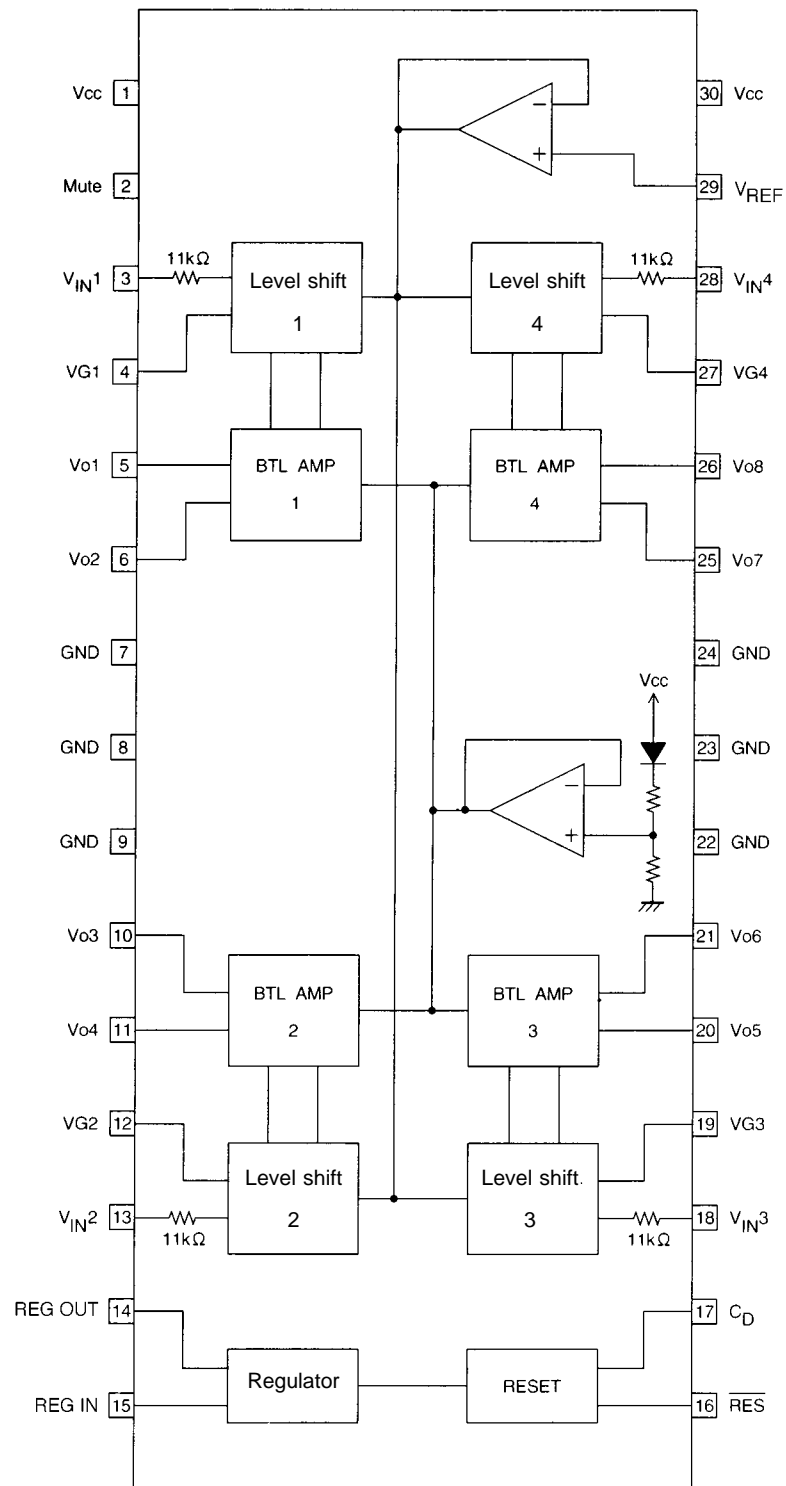 Vcc 1 30 Vcc
Mute 2 29 VREF
−
+
11kΩ 11kΩ
VIN1 3 Level shift 1 Level shift 4 28 VIN4
VG1 4 27 VG4
Vo1 5 BTL AMP 1 BTL AMP 4 26 Vo8
Vo2 6 25 Vo7
GND 7 24 GND
Vcc
GND 8 23 GND
−
+
GND 9 22 GND
Vo3 10 21 Vo6
BTL AMP 2 BTL AMP 3
Vo4 11 20 Vo5
VG2 12 19 VG3
Level shift 2 Level shift. 3
VIN2 13 18 VIN3
11kΩ 11kΩ
REG OUT 14 17 CD
Regulator RESET
REG IN 15 16 R̅E̅S̅